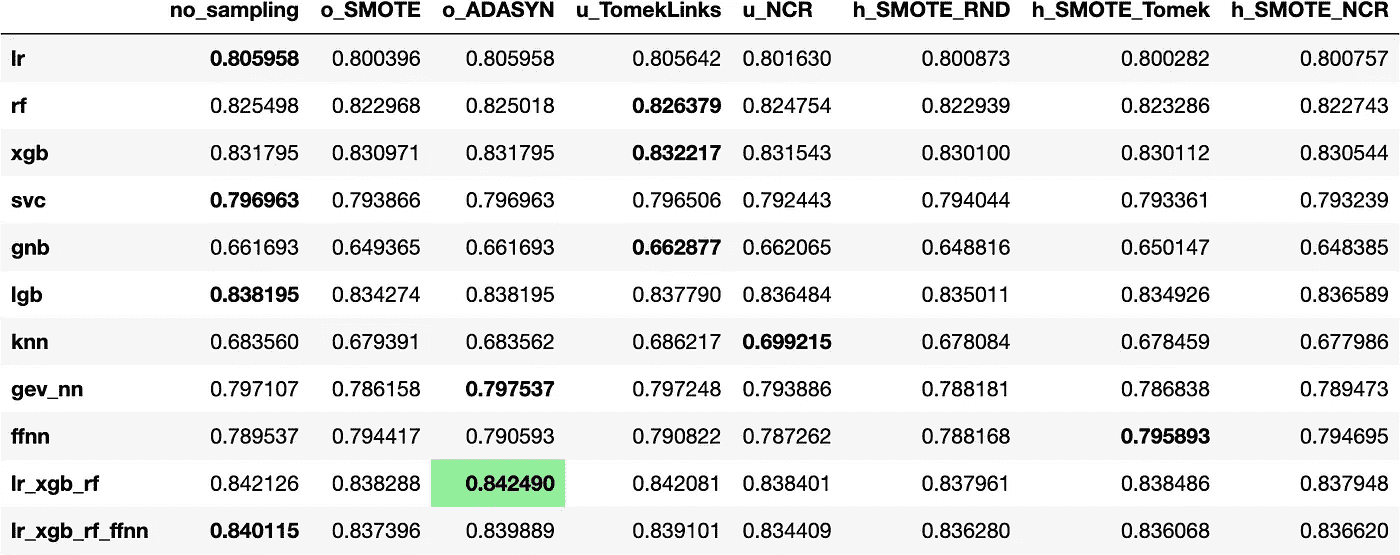 no_sampling o_SMOTE o_ADASYN u_TomekLinks u_NCR h_SMOTE_RND h_SMOTE_Tomek h_SMOTE_NCR
lr 0.805958 0.800396 0.805958 0.805642 0.801630 0.800873 0.800282 0.800757
rf 0.825498 0.822968 0.825018 0.826379 0.824754 0.822939 0.823286 0.822743
xgb 0.831795 0.830971 0.831795 0.832217 0.831543 0.830100 0.830112 0.830544
svc 0.796963 0.793866 0.796963 0.796506 0.792443 0.794044 0.793361 0.793239
gnb 0.661693 0.649365 0.661693 0.662877 0.662065 0.648816 0.650147 0.648385
lgb 0.838195 0.834274 0.838195 0.837790 0.836484 0.835011 0.834926 0.836589
knn 0.683560 0.679391 0.683562 0.686217 0.699215 0.678084 0.678459 0.677986
gev_nn 0.797107 0.786158 0.797537 0.797248 0.793886 0.788181 0.786838 0.789473
ffnn 0.789537 0.794417 0.790593 0.790822 0.787262 0.788168 0.795893 0.794695
lr_xgb_rf 0.842126 0.838288 0.842490 0.842081 0.838401 0.837961 0.838486 0.837948
lr_xgb_rf_ffnn 0.840115 0.837396 0.839889 0.839101 0.834409 0.836280 0.836068 0.836620